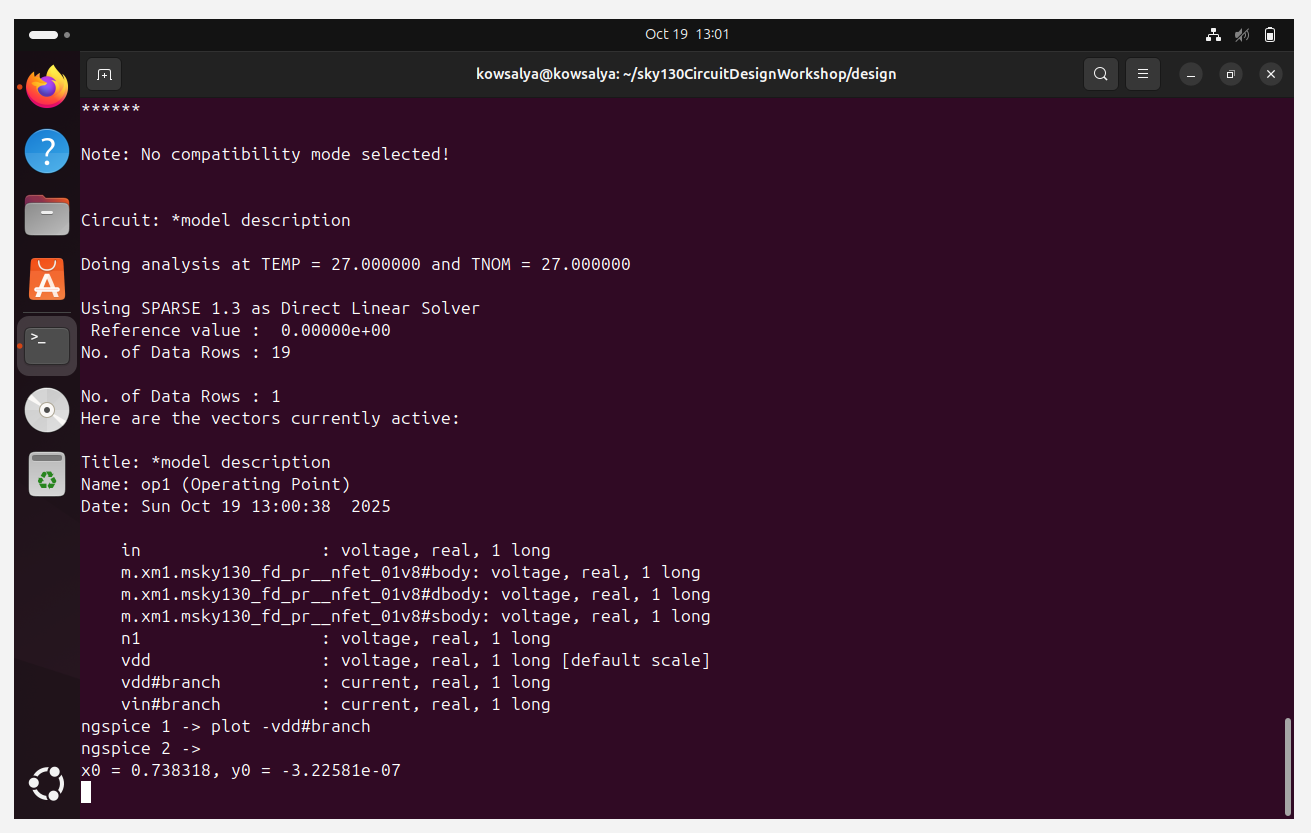 Oct 19 13:01
kowsalya@kowsalya: ~/sky130CircuitDesignWorkshop/design
******
Note: No compatibility mode selected!
Circuit: *model description
Doing analysis at TEMP = 27.000000 and TNOM = 27.000000
Using SPARSE 1.3 as Direct Linear Solver
Reference value :  0.00000e+00
No. of Data Rows : 19
No. of Data Rows : 1
Here are the vectors currently active:
Title: *model description
Name: op1 (Operating Point)
Date: Sun Oct 19 13:00:38  2025
in                  : voltage, real, 1 long
m.xm1.msky130_fd_pr__nfet_01v8#body: voltage, real, 1 long
m.xm1.msky130_fd_pr__nfet_01v8#dbody: voltage, real, 1 long
m.xm1.msky130_fd_pr__nfet_01v8#sbody: voltage, real, 1 long
n1                  : voltage, real, 1 long
vdd                 : voltage, real, 1 long [default scale]
vdd#branch          : current, real, 1 long
vin#branch          : current, real, 1 long
ngspice 1 -> plot -vdd#branch
ngspice 2 ->
x0 = 0.738318, y0 = -3.22581e-07